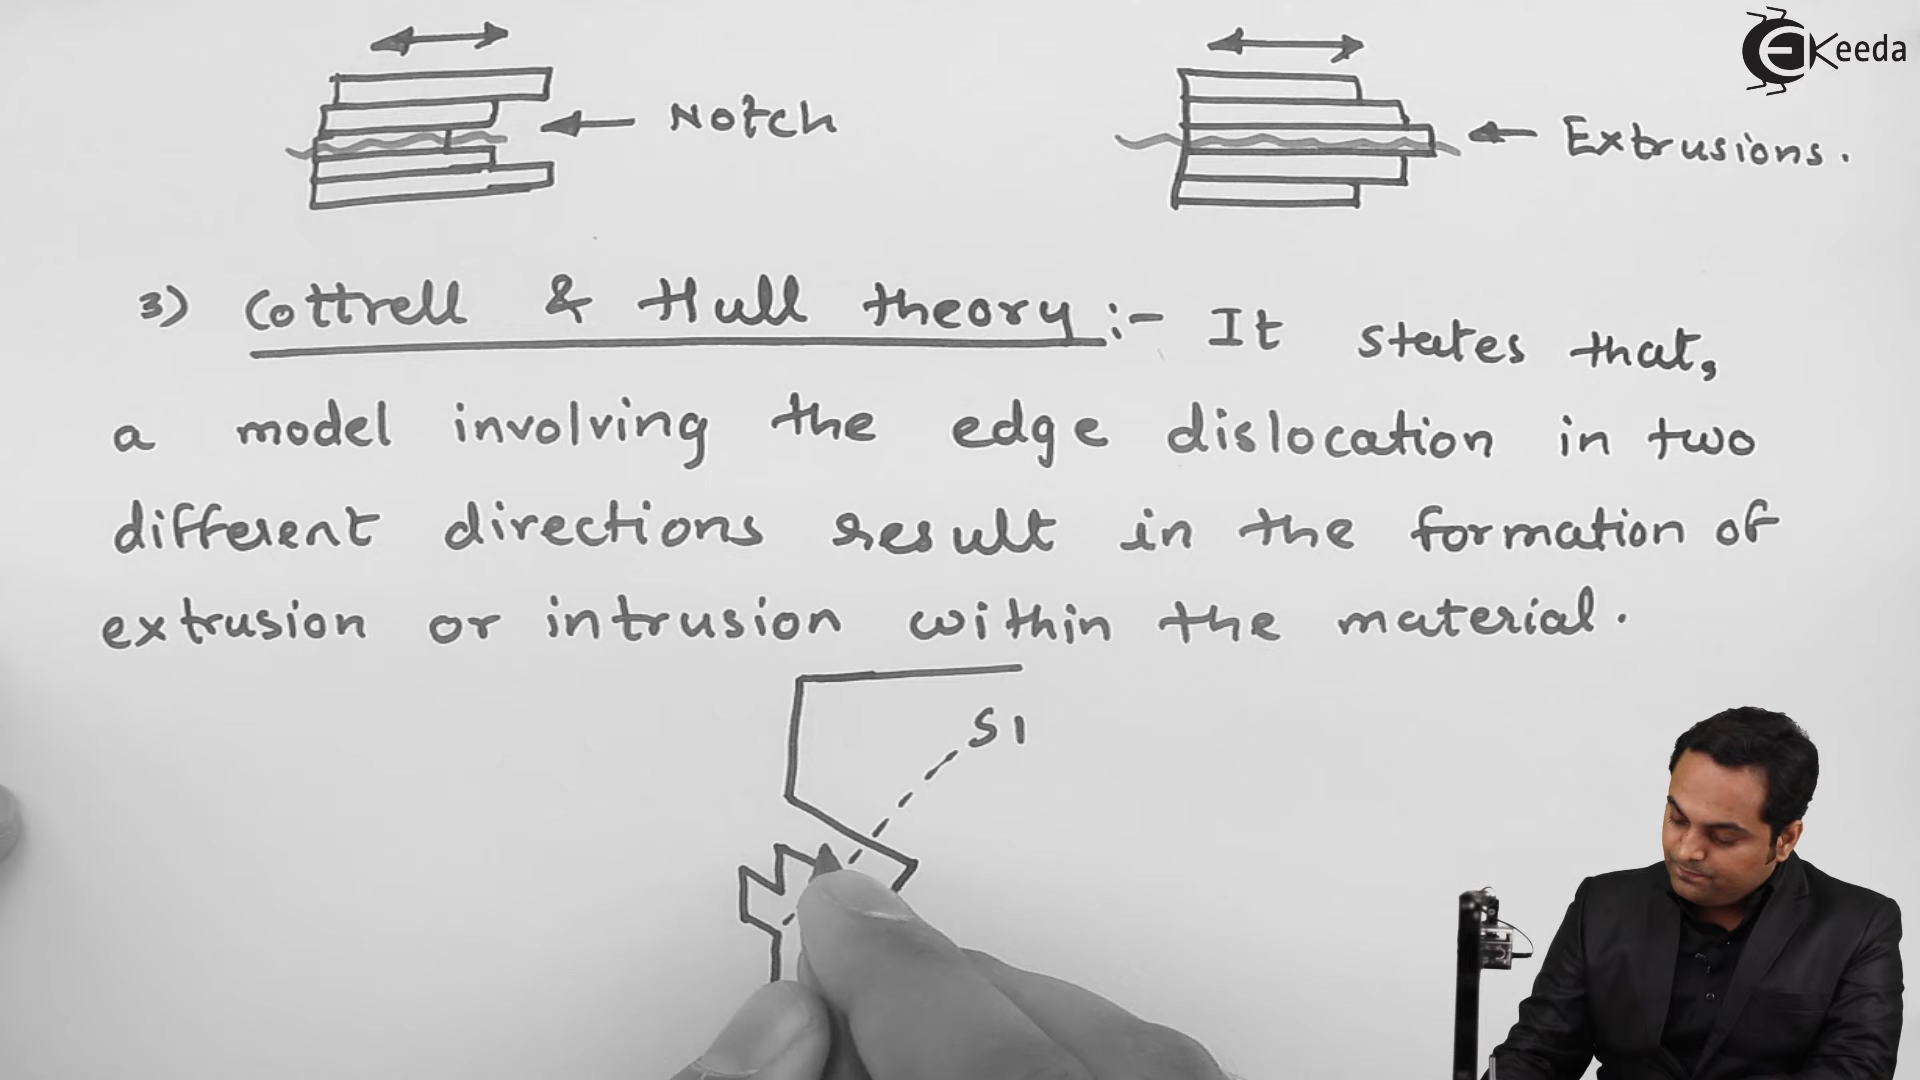 Keeda
Notch
Extrusions.
3) Cottrell & Hull theory :- It states that,
a model involving the edge dislocation in two
different directions result in the formation of
extrusion or intrusion within the material.
S1